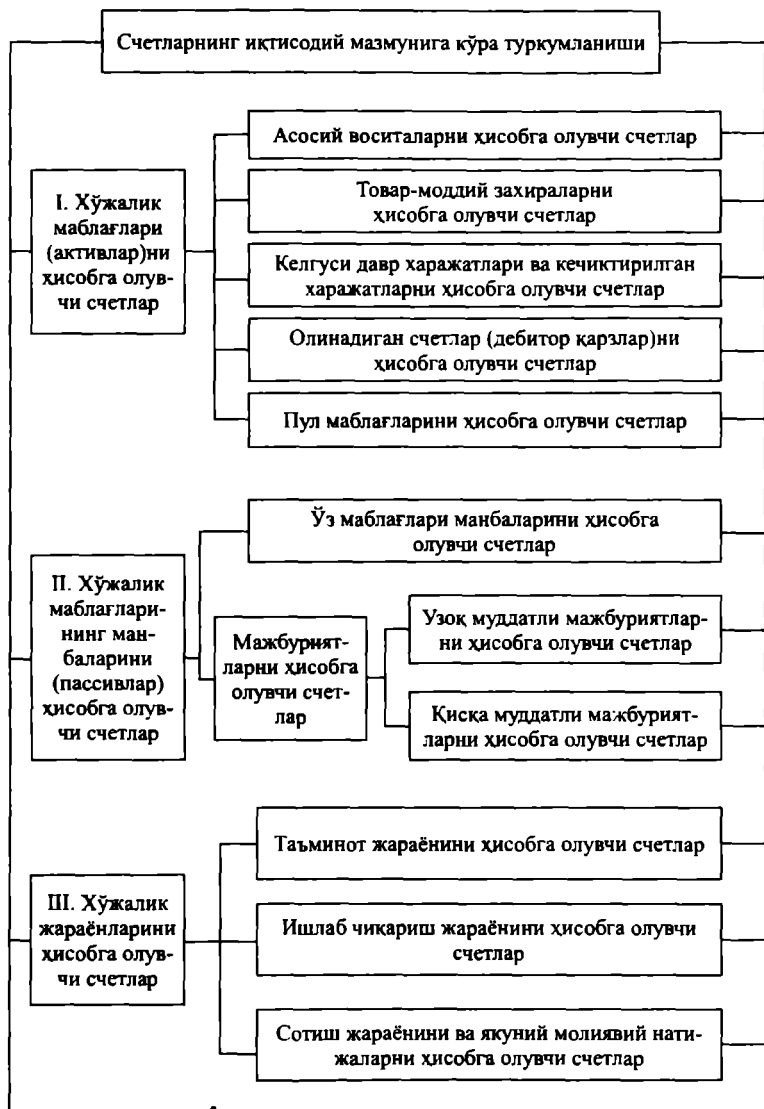 Счетларнинг иқтисодий мазмунига кўра туркумланиши
I. Хўжалик
маблағлари
(активлар)ни
ҳисобга олув-
чи счетлар
Асосий воситаларни ҳисобга олувчи счетлар
Товар-моддий захираларни
ҳисобга олувчи счетлар
Келгуси давр харажатлари ва кечиктирилган
харажатларни ҳисобга олувчи счетлар
Олинадиган счетлар (дебитор қарзлар)ни
ҳисобга олувчи счетлар
Пул маблағларини ҳисобга олувчи счетлар
II. Хўжалик
маблағлари-
нинг ман-
баларини
(пассивлар)
ҳисобга олув-
чи счетлар
Ўз маблағлари манбаларини ҳисобга
олувчи счетлар
Мажбурият-
ларни ҳисобга
олувчи счет-
лар
Узоқ муддатли мажбуриятлар-
ни ҳисобга олувчи счетлар
Қисқа муддатли мажбурият-
ларни ҳисобга олувчи счетлар
III. Хўжалик
жараёнларини
ҳисобга олув-
чи счетлар
Таъминот жараёнини ҳисобга олувчи счетлар
Ишлаб чиқариш жараёнини ҳисобга олувчи
счетлар
Сотиш жараёнини ва якуний молиявий нати-
жаларни ҳисобга олувчи счетлар